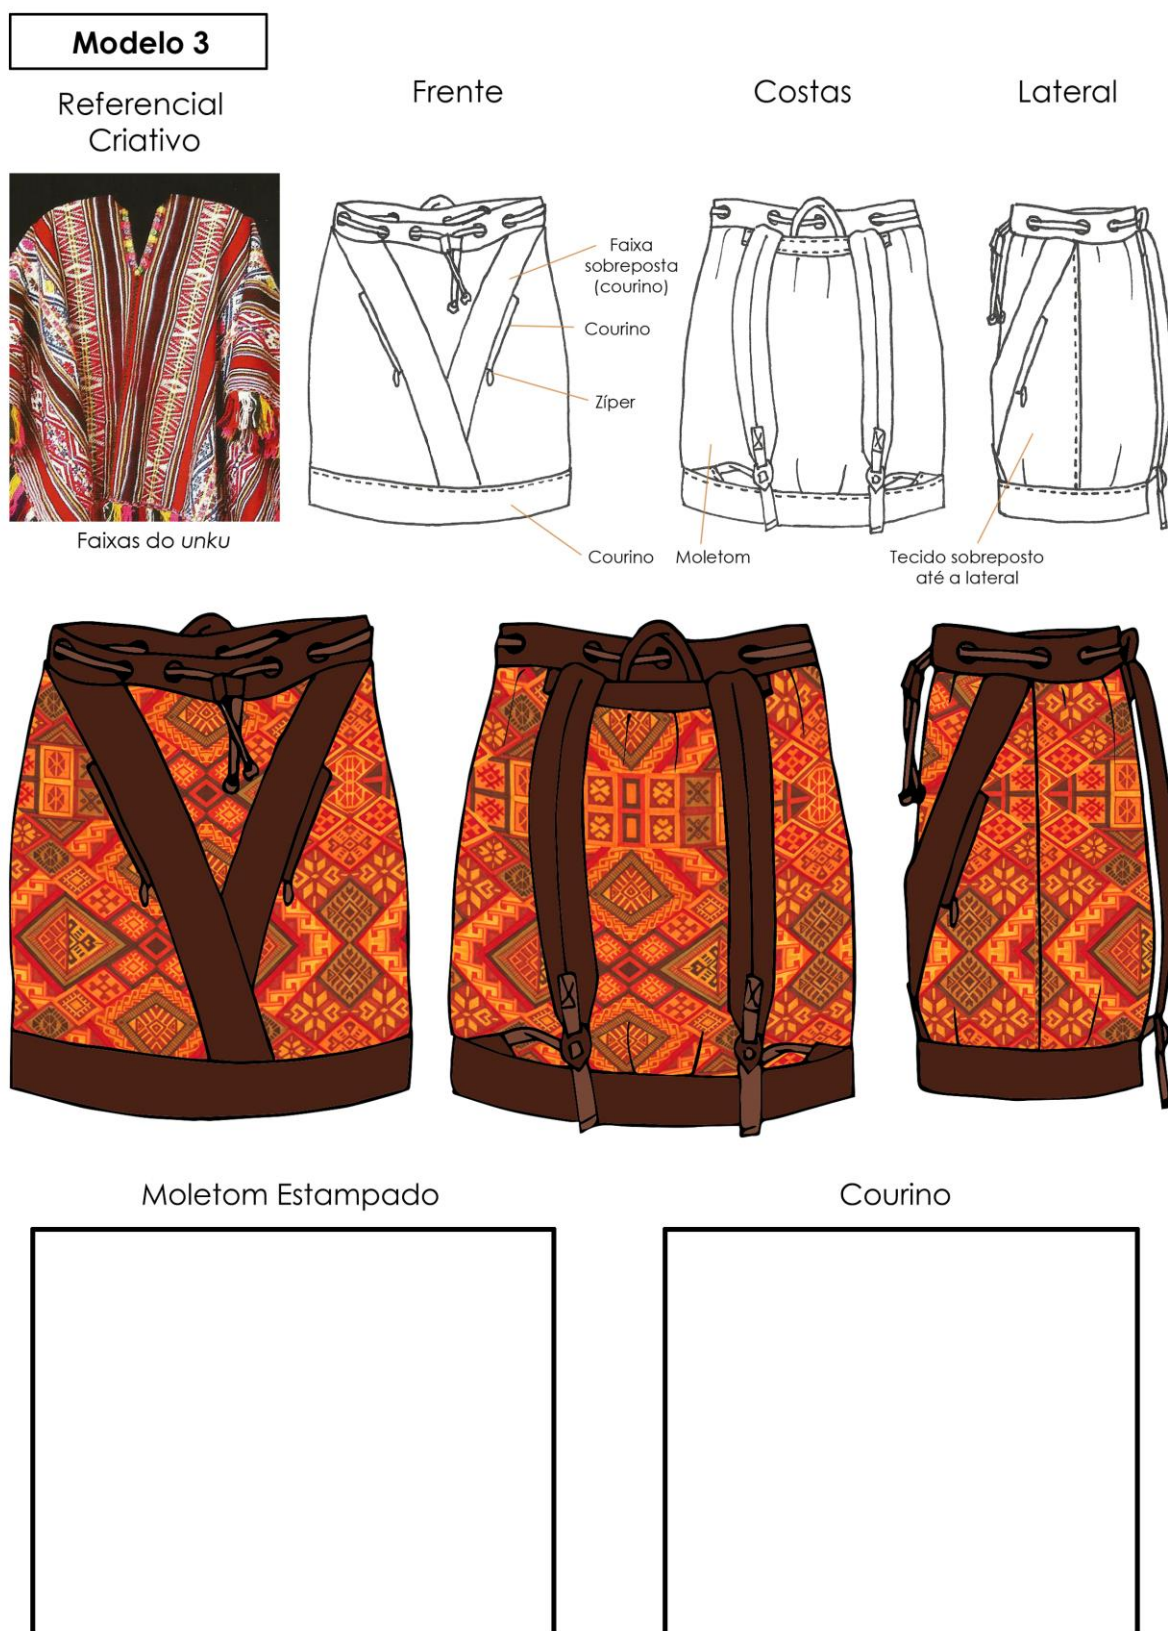 Modelo 3
Referencial
Criativo
Frente
Costas
Lateral
Faixa
sobreposta
(courino)
Courino
Zíper
Faixas do unku
Courino
Moletom
Tecido sobreposto
até a lateral
Moletom Estampado
Courino